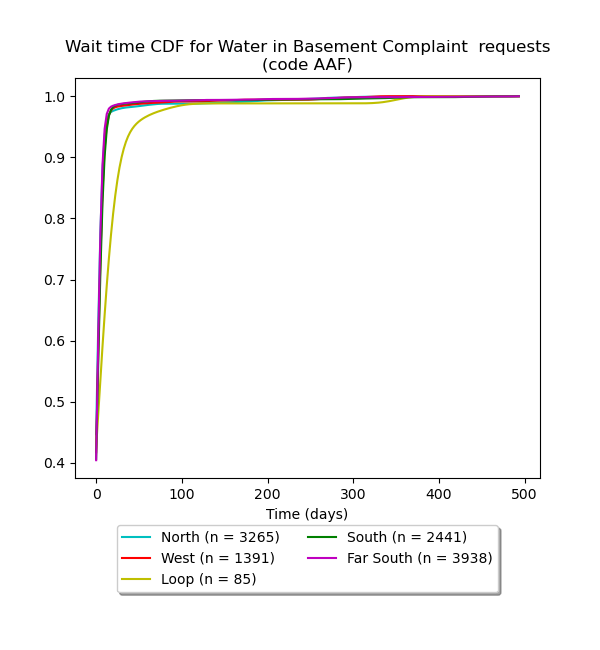 Wait time CDF for Water in Basement Complaint  requests
(code AAF)
1.0
0.9
0.8
0.7
0.6
0.5
0.4
0 100 200 300 400 500
Time (days)
North (n = 3265)
West (n = 1391)
Loop (n = 85)
South (n = 2441)
Far South (n = 3938)